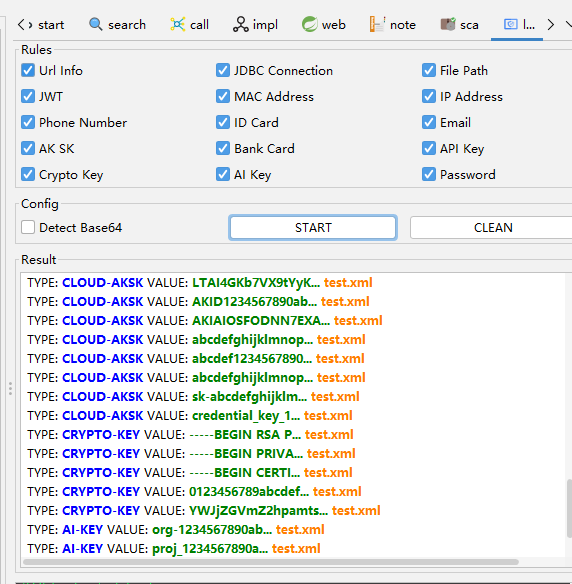 start search call impl web note sca l...
Rules
Url Info JDBC Connection File Path
JWT MAC Address IP Address
Phone Number ID Card Email
AK SK Bank Card API Key
Crypto Key AI Key Password
Config
Detect Base64 START CLEAN
Result
TYPE: CLOUD-AKSK VALUE: LTAI4GKb7VX9tYyK... test.xml
TYPE: CLOUD-AKSK VALUE: AKID1234567890ab... test.xml
TYPE: CLOUD-AKSK VALUE: AKIAIOSFODNN7EXA... test.xml
TYPE: CLOUD-AKSK VALUE: abcdefghijklmnop... test.xml
TYPE: CLOUD-AKSK VALUE: abcdef1234567890... test.xml
TYPE: CLOUD-AKSK VALUE: abcdefghijklmnop... test.xml
TYPE: CLOUD-AKSK VALUE: sk-abcdefghijklm... test.xml
TYPE: CLOUD-AKSK VALUE: credential_key_1... test.xml
TYPE: CRYPTO-KEY VALUE: -----BEGIN RSA P... test.xml
TYPE: CRYPTO-KEY VALUE: -----BEGIN PRIVA... test.xml
TYPE: CRYPTO-KEY VALUE: -----BEGIN CERTI... test.xml
TYPE: CRYPTO-KEY VALUE: 0123456789abcdef... test.xml
TYPE: CRYPTO-KEY VALUE: YWJjZGVmZ2hpamts... test.xml
TYPE: AI-KEY VALUE: org-1234567890ab... test.xml
TYPE: AI-KEY VALUE: proj_1234567890a... test.xml